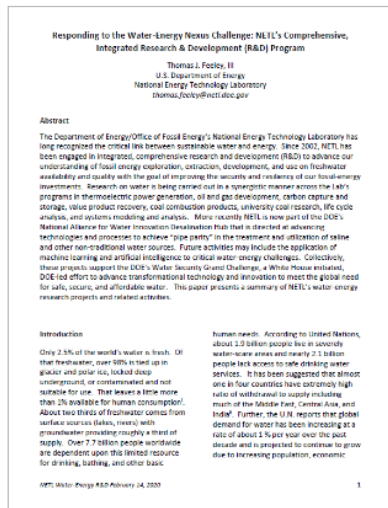 Responding to the Water-Energy Nexus Challenge: NETL's Comprehensive,
Integrated Research & Development (R&D) Program
Thomas J. Feeley, III
U.S. Department of Energy
National Energy Technology Laboratory
thomas.feeley@netl.doe.gov
Abstract
The Department of Energy/Office of Fossil Energy's National Energy Technology Laboratory has
long recognized the critical link between sustainable water and energy. Since 2002, NETL has
been engaged in integrated, comprehensive research and development (R&D) to advance our
understanding of fossil energy exploration, extraction, development, and use on freshwater
availability and quality with the goal of improving the security and resiliency of our fossil-energy
investments. Research on water is being carried out in a synergistic manner across the Lab's
programs in thermoelectric power generation, oil and gas development, carbon capture and
storage, value product recovery, coal combustion products, university coal research, life cycle
analysis, and systems modeling and analysis. More recently NETL is now part of the DOE's
National Alliance for Water Innovation Desalination Hub that is directed at advancing
technologies and processes to achieve "pipe parity" in the treatment and utilization of saline
and other non-traditional water sources. Future activities may include the application of
machine learning and artificial intelligence to critical water-energy challenges. Collectively,
these projects support the DOE's Water Security Grand Challenge, a White House initiated,
DOE-led effort to advance transformational technology and innovation to meet the global need
for safe, secure, and affordable water. This paper presents a summary of NETL's water-energy
research projects and related activities.
Introduction
Only 2.5% of the world's water is fresh. Of
that freshwater, over 98% is tied up in
glacier and polar ice, locked deep
underground, or contaminated and not
suitable for use. That leaves a little more
than 1% available for human consumption¹.
About two thirds of freshwater comes from
surface sources (lakes, rivers) with
groundwater providing roughly a third of
supply. Over 7.7 billion people worldwide
are dependent upon this limited resource
for drinking, bathing, and other basic
human needs. According to United Nations,
about 1.9 billion people live in severely
water-scare areas and nearly 2.1 billion
people lack access to safe drinking water
services. It has been suggested that almost
one in four countries have extremely high
ratio of withdrawal to supply including
much of the Middle East, Central Asia, and
India. Further, the U.N. reports that global
demand for water has been increasing at a
rate of about 1 % per year over the past
decade and is projected to continue to grow
due to increasing population, economic
NETL Water-Energy R&D February 14, 2020 1